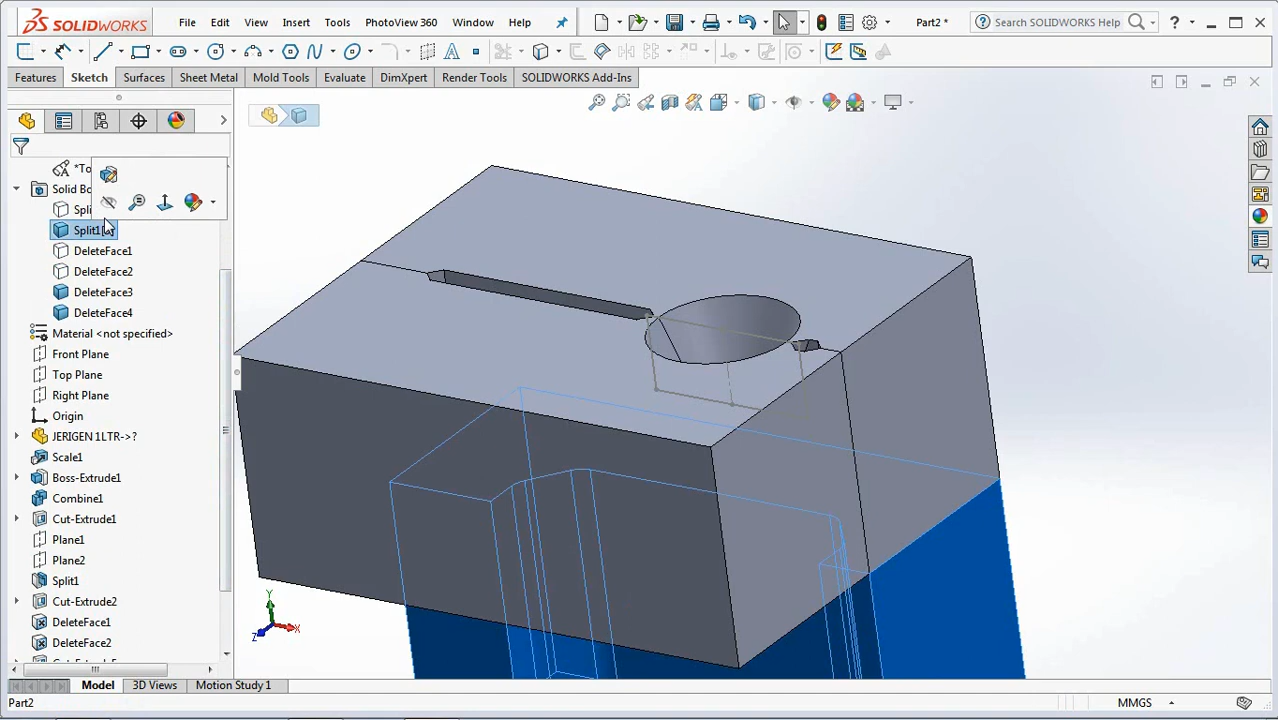 SOLIDWORKS File Edit View Insert Tools PhotoView 360 Window Help Part2 * Search SOLIDWORKS Help ?
Features Sketch Surfaces Sheet Metal Mold Tools Evaluate DimXpert Render Tools SOLIDWORKS Add-Ins
Solid Bo
Split1
DeleteFace1
DeleteFace2
DeleteFace3
DeleteFace4
Material <not specified>
Front Plane
Top Plane
Right Plane
Origin
JERIGEN 1LTR->?
Scale1
Boss-Extrude1
Combine1
Cut-Extrude1
Plane1
Plane2
Split1
Cut-Extrude2
DeleteFace1
DeleteFace2
Y
X
Z
Model 3D Views Motion Study 1
Part2 MMGS